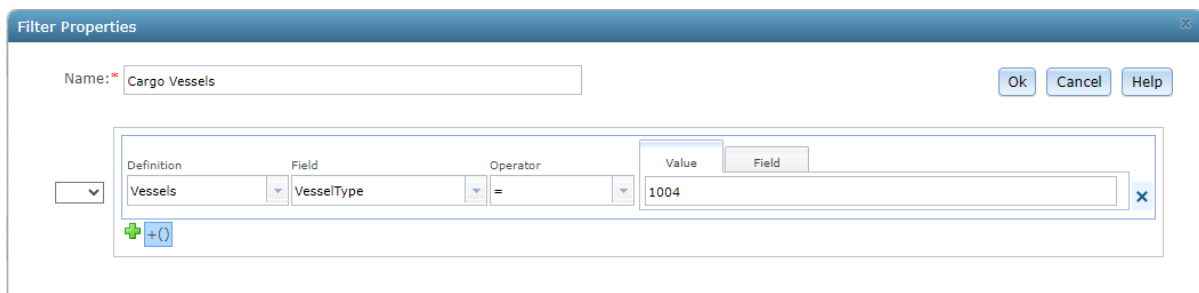 Filter Properties
Name:* Cargo Vessels
Ok Cancel Help
Definition Field Operator Value Field
Vessels VesselType = 1004
+()